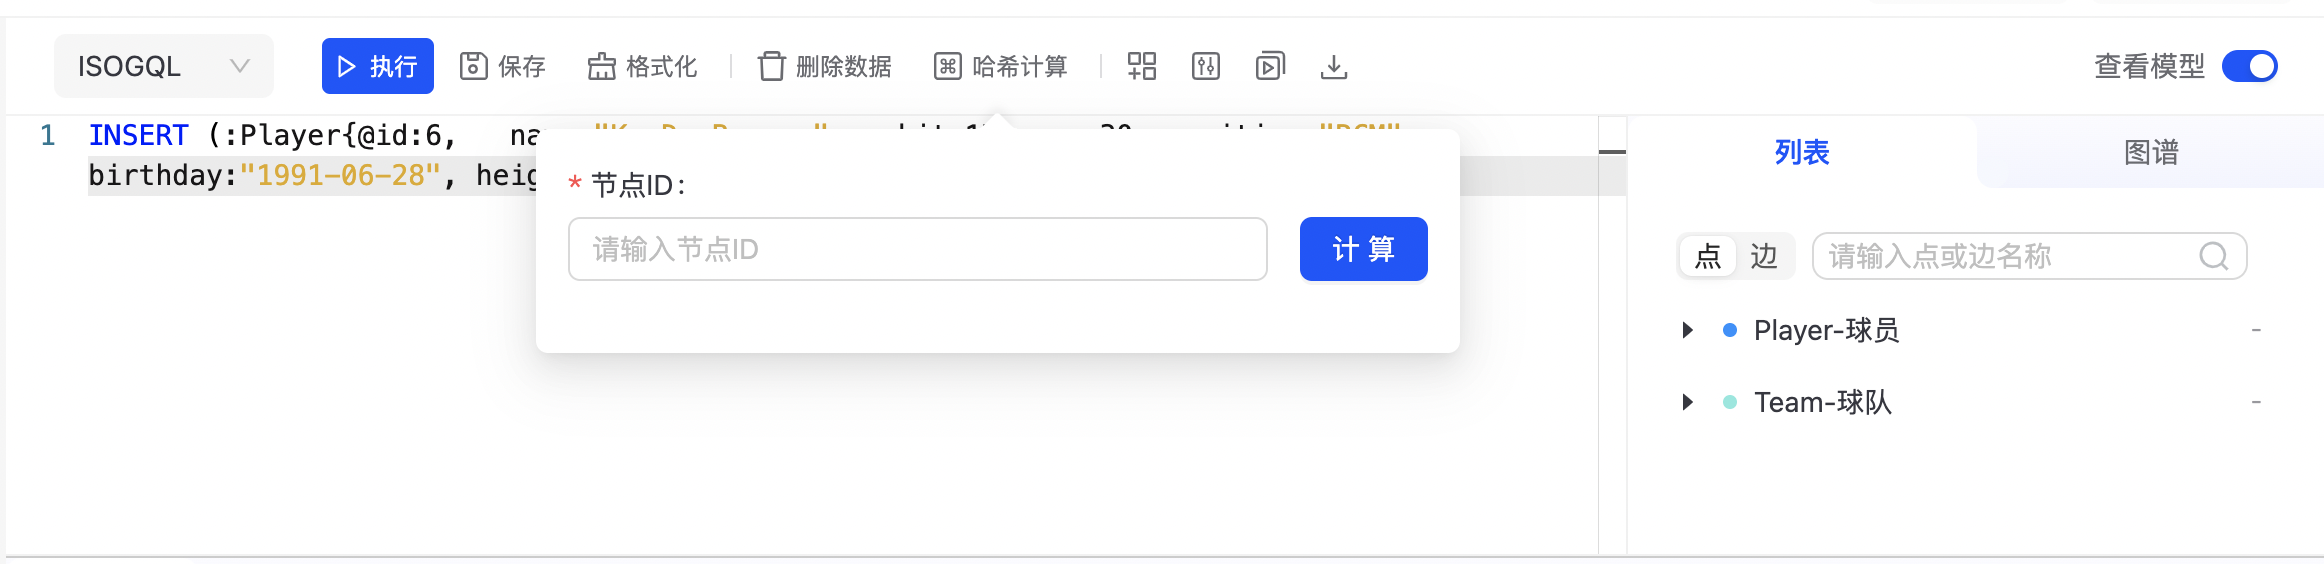 ISOGQL 执行 保存 格式化 删除数据 哈希计算 查看模型
1 INSERT (:Player{@id:6, na
birthday:"1991-06-28", heig
* 节点ID:
请输入节点ID 计 算
列表 图谱
点 边 请输入点或边名称
Player-球员 -
Team-球队 -